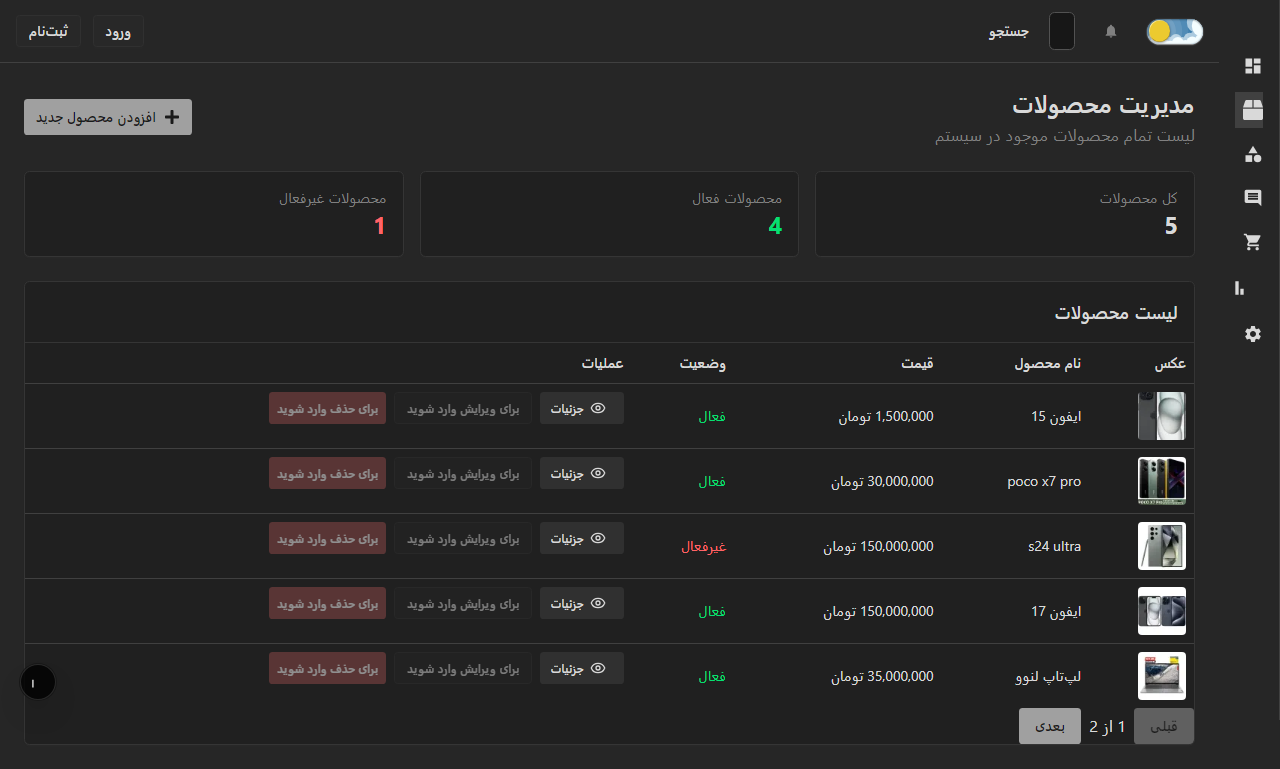 جستجو
ورود
ثبت‌نام
مدیریت محصولات
لیست تمام محصولات موجود در سیستم
افزودن محصول جدید
کل محصولات
5
محصولات فعال
4
محصولات غیرفعال
1
لیست محصولات
عکس نام محصول قیمت وضعیت عملیات
ایفون 15 1,500,000 تومان فعال جزئیات برای ویرایش وارد شوید برای حذف وارد شوید
poco x7 pro 30,000,000 تومان فعال جزئیات برای ویرایش وارد شوید برای حذف وارد شوید
s24 ultra 150,000,000 تومان غیرفعال جزئیات برای ویرایش وارد شوید برای حذف وارد شوید
ایفون 17 150,000,000 تومان فعال جزئیات برای ویرایش وارد شوید برای حذف وارد شوید
لپ‌تاپ لنوو 35,000,000 تومان فعال جزئیات برای ویرایش وارد شوید برای حذف وارد شوید
قبلی 1 از 2 بعدی